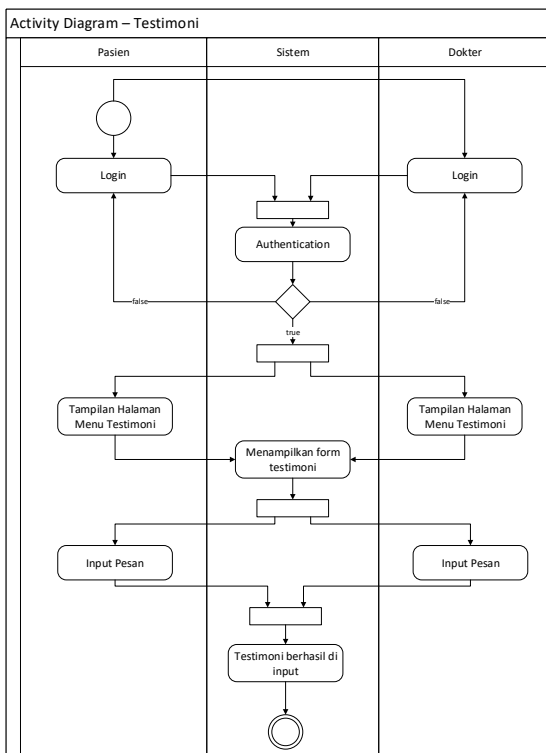 Activity Diagram – Testimoni
Pasien
Sistem
Dokter
Login
Login
Authentication
false
false
true
Tampilan Halaman
Menu Testimoni
Tampilan Halaman
Menu Testimoni
Menampilkan form
testimoni
Input Pesan
Input Pesan
Testimoni berhasil di
input